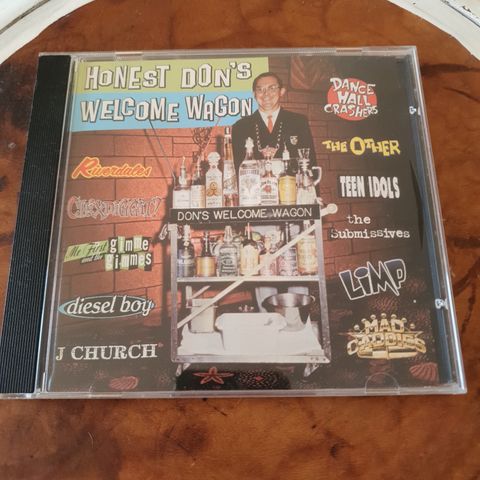 HONEST DON'S
WELCOME WAGON
Riverdales
Me First
and the
gimme
gimmes
diesel boy
J CHURCH
DON'S WELCOME WAGON
DANCE
HALL
CRASHERS
THE OTHER
TEEN IDOLS
the
Submissives
LIMP
MAD
CADDIES